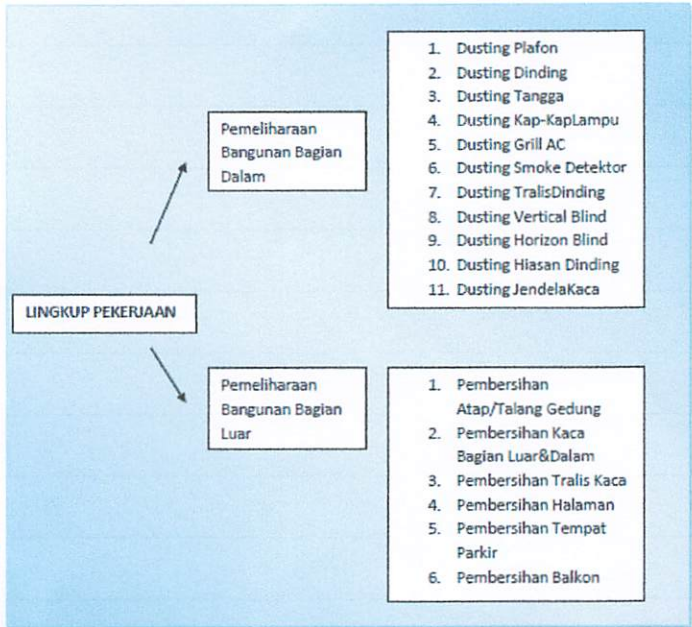 LINGKUP PEKERJAAN
Pemeliharaan
Bangunan Bagian
Dalam
1. Dusting Plafon
2. Dusting Dinding
3. Dusting Tangga
4. Dusting Kap-KapLampu
5. Dusting Grill AC
6. Dusting Smoke Detektor
7. Dusting TralisDinding
8. Dusting Vertical Blind
9. Dusting Horizon Blind
10. Dusting Hiasan Dinding
11. Dusting JendelaKaca
Pemeliharaan
Bangunan Bagian
Luar
1. Pembersihan
Atap/Talang Gedung
2. Pembersihan Kaca
Bagian Luar&Dalam
3. Pembersihan Tralis Kaca
4. Pembersihan Halaman
5. Pembersihan Tempat
Parkir
6. Pembersihan Balkon